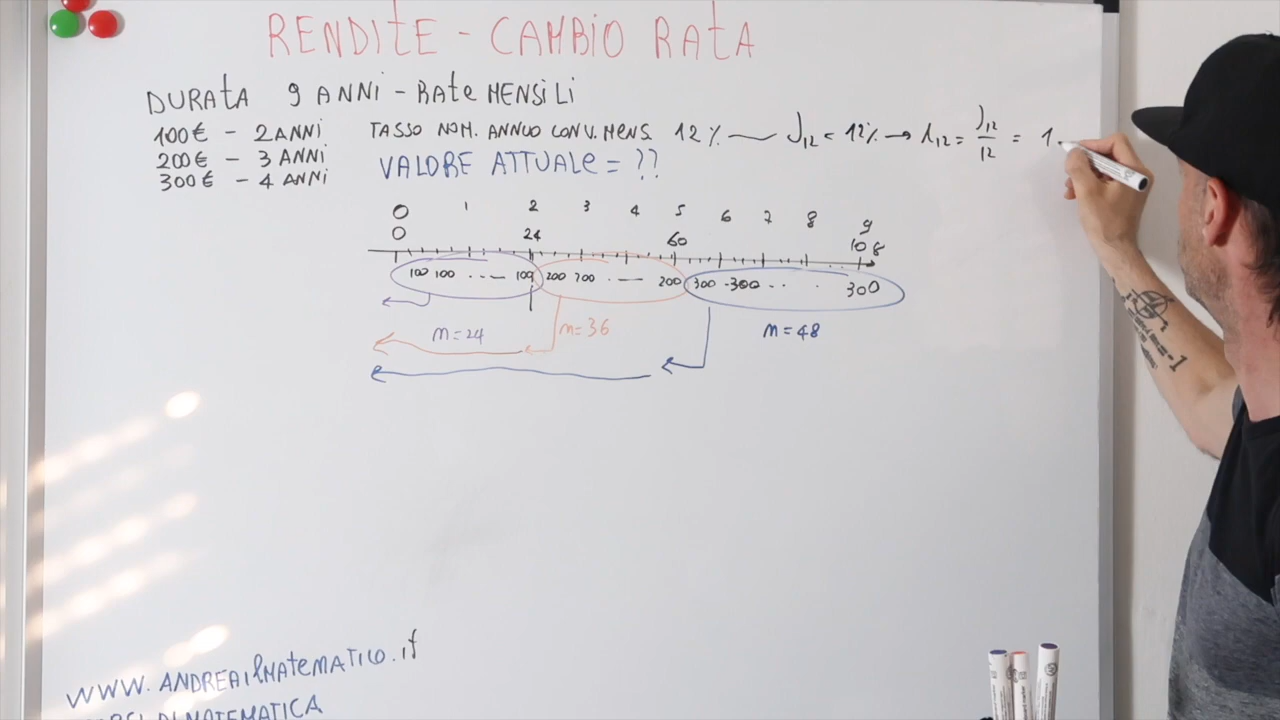 RENDITE - CAMBIO RATA
DURATA 9 ANNI - RATE MENSILI
100€ - 2 ANNI
200€ - 3 ANNI
300€ - 4 ANNI
TASSO NOM. ANNUO CONV. MENS. 12% — J12 = 12% → i12 = J12/12 = 1
VALORE ATTUALE = ??
0 1 2 3 4 5 6 7 8 9
0 24 60 108
100 100 ..— 100 200 200 .— 200 300 -300 .. . 300
n=24 n=36 n=48
WWW.ANDREAILMATEMATICO.it
DI MATEMATICA